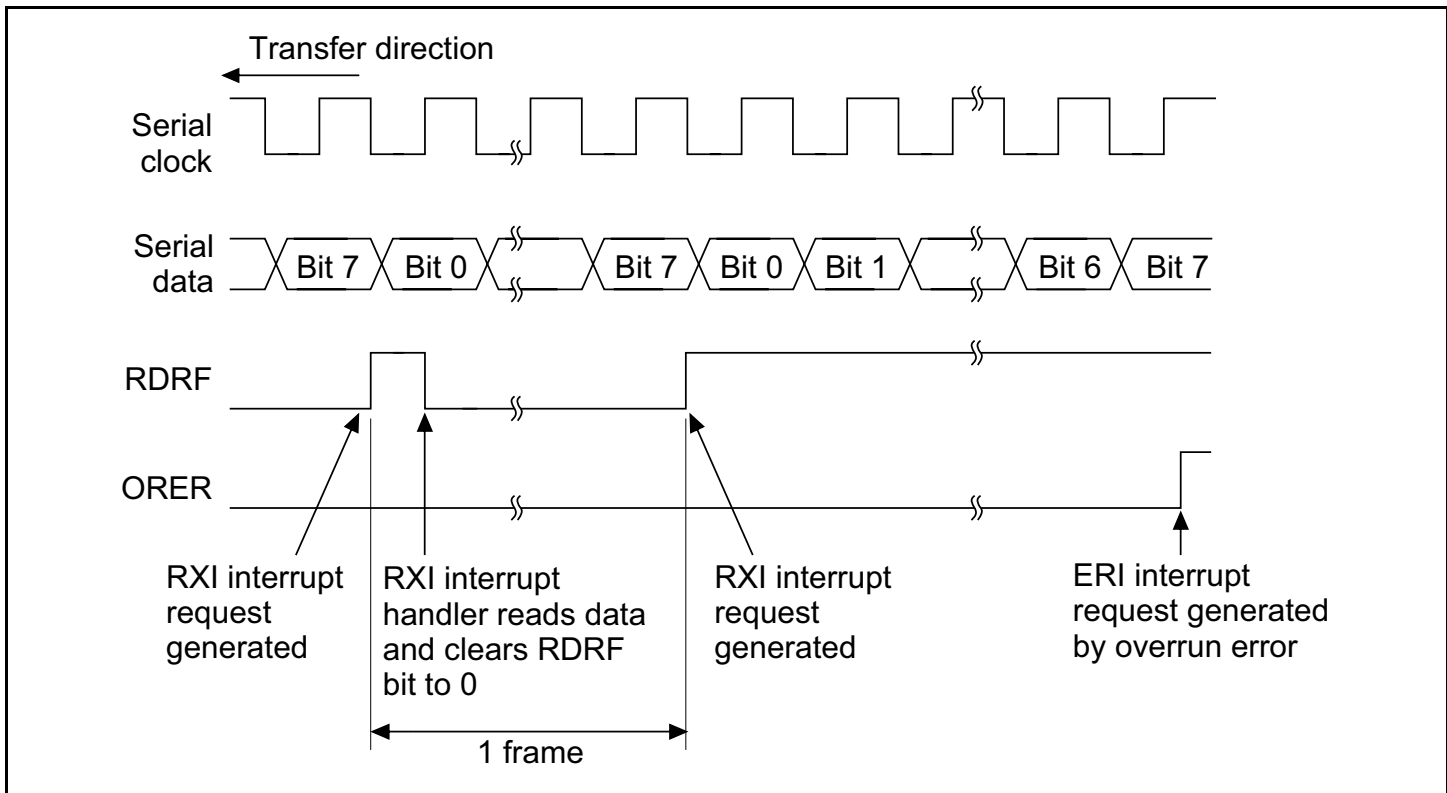 Transfer direction
Serial
clock
Serial
data
Bit 7
Bit 0
Bit 7
Bit 0
Bit 1
Bit 6
Bit 7
RDRF
ORER
RXI interrupt
request
generated
RXI interrupt
handler reads data
and clears RDRF
bit to 0
RXI interrupt
request
generated
ERI interrupt
request generated
by overrun error
1 frame